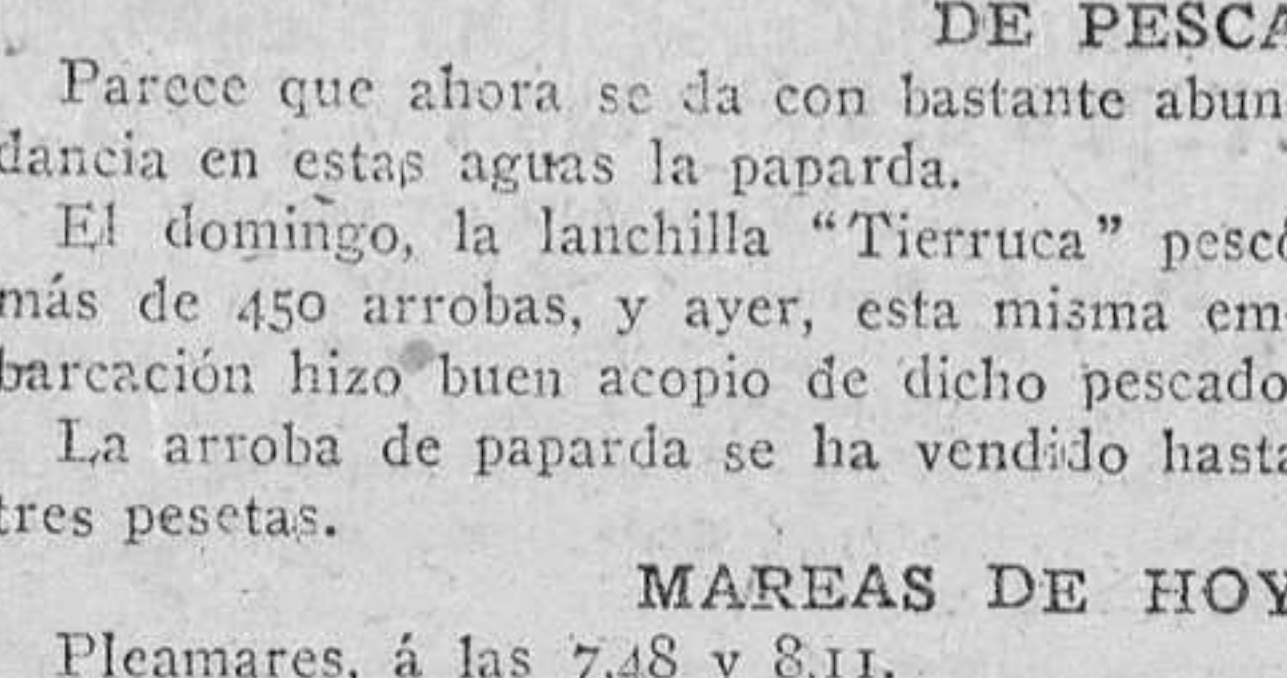 DE PESCA
Parece que ahora se da con bastante abun
dancia en estas aguas la paparda.
El domingo, la lanchilla “Tierruca” pescó
más de 450 arrobas, y ayer, esta misma em
barcación hizo buen acopio de dicho pescado
La arroba de paparda se ha vendido hasta
tres pesetas.
MAREAS DE HOY
Pleamares, á las 7,48 y 8,11.